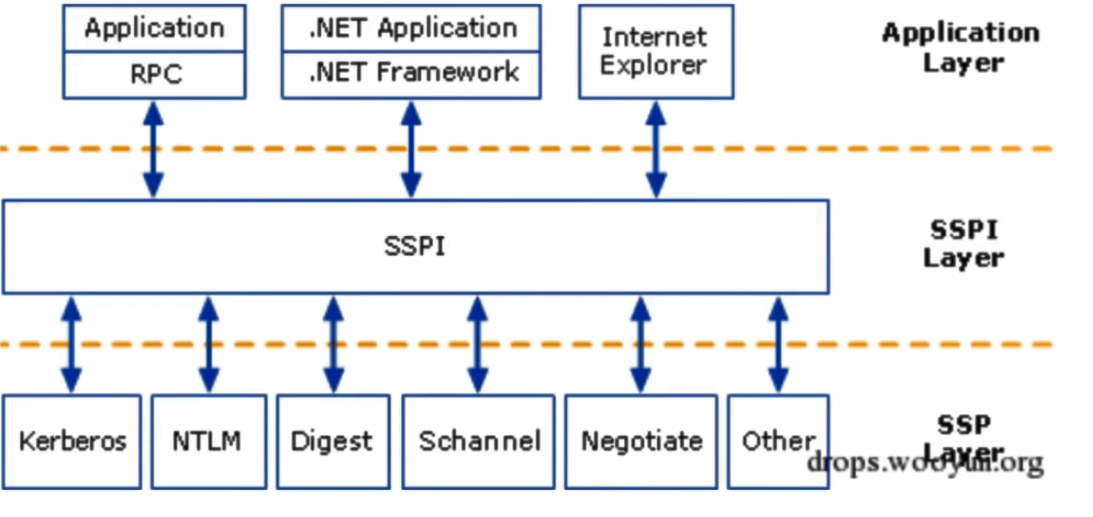 Application
RPC
.NET Application
.NET Framework
Internet
Explorer
Application
Layer
SSPI
SSPI
Layer
Kerberos
NTLM
Digest
Schannel
Negotiate
Other
SSP
Layer
drops.wooyun.org